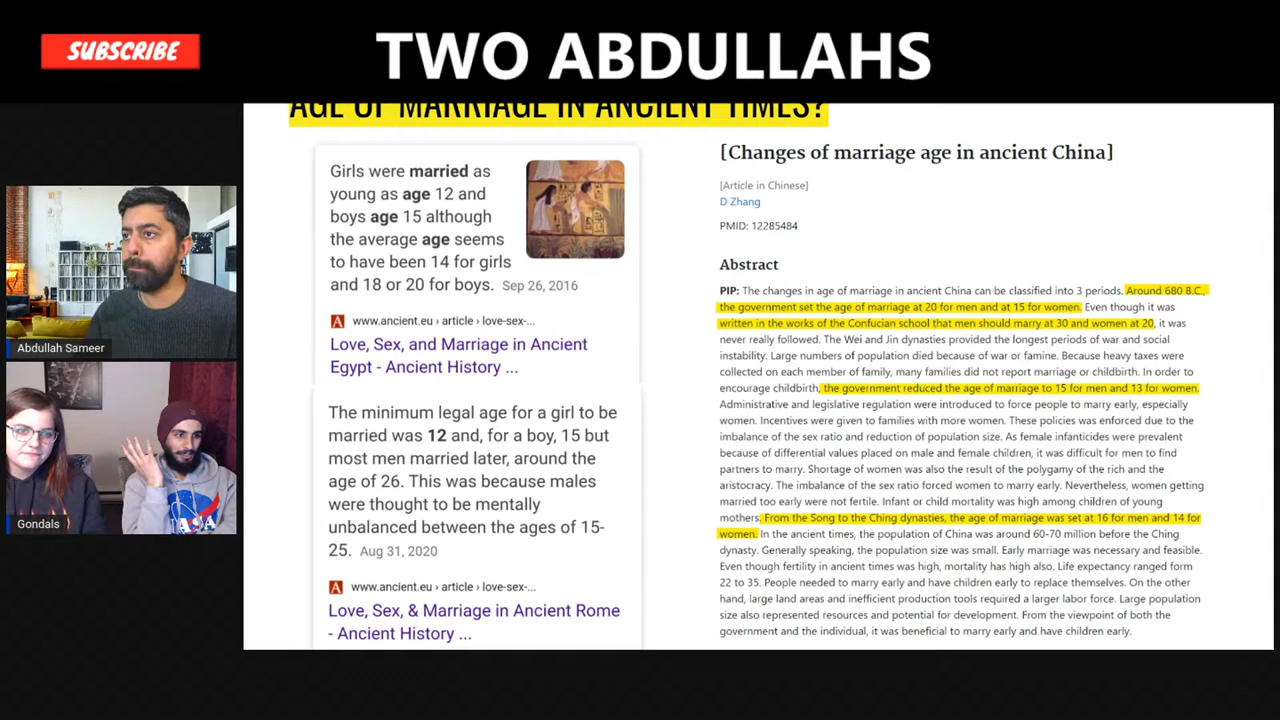 SUBSCRIBE
TWO ABDULLAHS
AGE OF MARRIAGE IN ANCIENT TIMES?
Girls were married as
young as age 12 and
boys age 15 although
the average age seems
to have been 14 for girls
and 18 or 20 for boys. Sep 26, 2016
www.ancient.eu › article › love-sex-...
Love, Sex, and Marriage in Ancient
Egypt - Ancient History ...
The minimum legal age for a girl to be
married was 12 and, for a boy, 15 but
most men married later, around the
age of 26. This was because males
were thought to be mentally
unbalanced between the ages of 15-
25. Aug 31, 2020
www.ancient.eu › article › love-sex-...
Love, Sex, & Marriage in Ancient Rome
- Ancient History ...
[Changes of marriage age in ancient China]
[Article in Chinese]
D Zhang
PMID: 12285484
Abstract
PIP: The changes in age of marriage in ancient China can be classified into 3 periods. Around 680 B.C.,
the government set the age of marriage at 20 for men and at 15 for women. Even though it was
written in the works of the Confucian school that men should marry at 30 and women at 20, it was
never really followed. The Wei and Jin dynasties provided the longest periods of war and social
instability. Large numbers of population died because of war or famine. Because heavy taxes were
collected on each member of family, many families did not report marriage or childbirth. In order to
encourage childbirth, the government reduced the age of marriage to 15 for men and 13 for women.
Administrative and legislative regulation were introduced to force people to marry early, especially
women. Incentives were given to families with more women. These policies was enforced due to the
imbalance of the sex ratio and reduction of population size. As female infanticides were prevalent
because of differential values placed on male and female children, it was difficult for men to find
partners to marry. Shortage of women was also the result of the polygamy of the rich and the
aristocracy. The imbalance of the sex ratio forced women to marry early. Nevertheless, women getting
married too early were not fertile. Infant or child mortality was high among children of young
mothers. From the Song to the Ching dynasties, the age of marriage was set at 16 for men and 14 for
women. In the ancient times, the population of China was around 60-70 million before the Ching
dynasty. Generally speaking, the population size was small. Early marriage was necessary and feasible.
Even though fertility in ancient times was high, mortality has high also. Life expectancy ranged form
22 to 35. People needed to marry early and have children early to replace themselves. On the other
hand, large land areas and inefficient production tools required a larger labor force. Large population
size also represented resources and potential for development. From the viewpoint of both the
government and the individual, it was beneficial to marry early and have children early.
Abdullah Sameer
Gondals
NASA